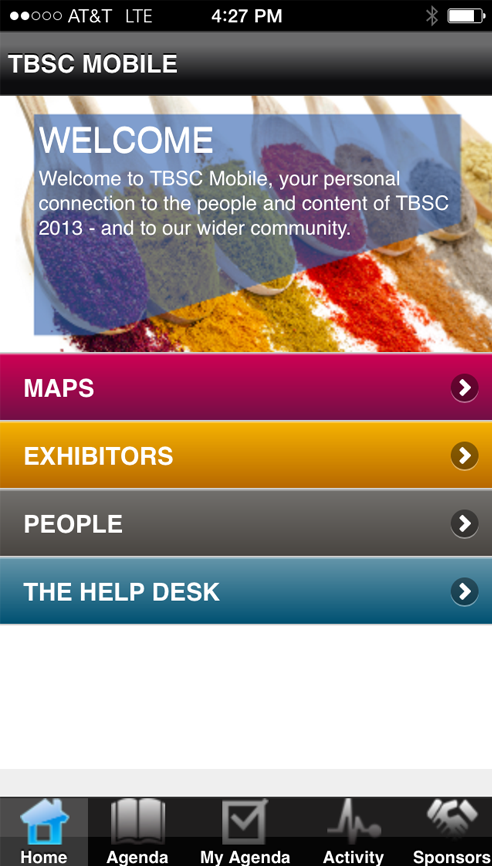 AT&T LTE 4:27 PM
TBSC MOBILE
WELCOME
Welcome to TBSC Mobile, your personal
connection to the people and content of TBSC
2013 - and to our wider community.
MAPS
EXHIBITORS
PEOPLE
THE HELP DESK
Home Agenda My Agenda Activity Sponsors